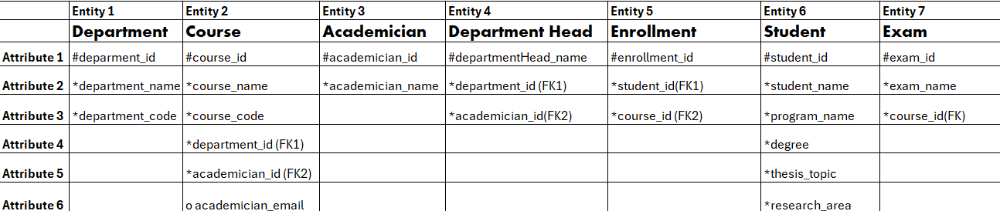 Entity 1 Entity 2 Entity 3 Entity 4 Entity 5 Entity 6 Entity 7
Department Course Academician Department Head Enrollment Student Exam
Attribute 1 #deparment_id #course_id #academician_id #departmentHead_name #enrollment_id #student_id #exam_id
Attribute 2 *department_name *course_name *academician_name *department_id (FK1) *student_id(FK1) *student_name *exam_name
Attribute 3 *department_code *course_code *academician_id(FK2) *course_id (FK2) *program_name *course_id(FK)
Attribute 4 *department_id (FK1) *degree
Attribute 5 *academician_id (FK2) *thesis_topic
Attribute 6 o academician_email *research_area